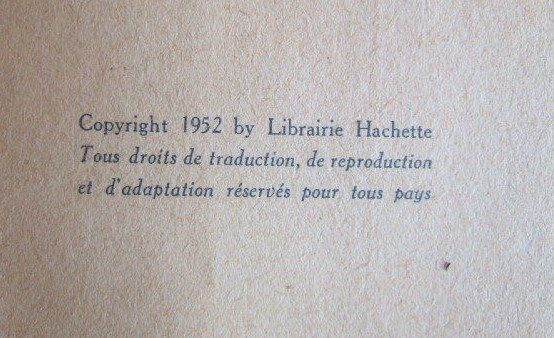 Copyright 1952 by Librairie Hachette
Tous droits de traduction, de reproduction
et d'adaptation réservés pour tous pays